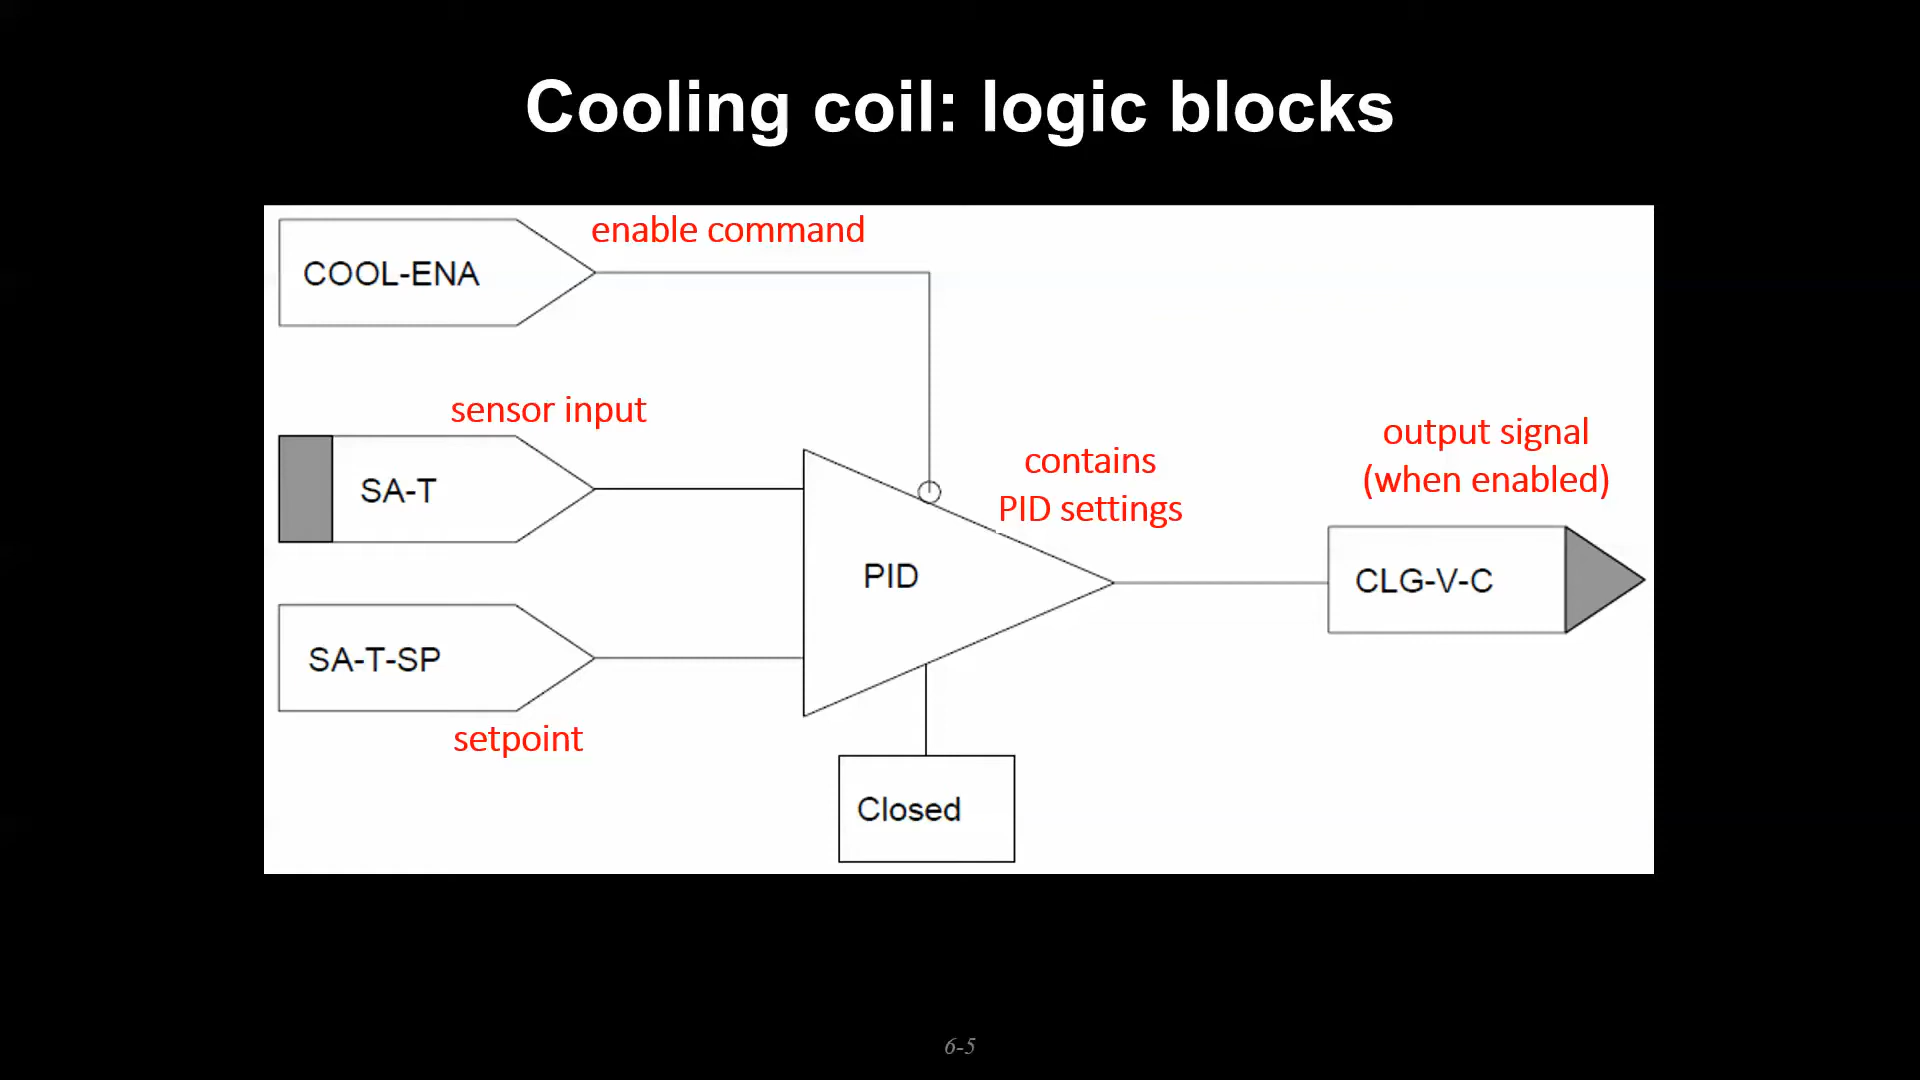 Cooling coil: logic blocks
enable command
COOL-ENA
sensor input
SA-T
contains
PID settings
output signal
(when enabled)
PID
CLG-V-C
SA-T-SP
setpoint
Closed
6-5